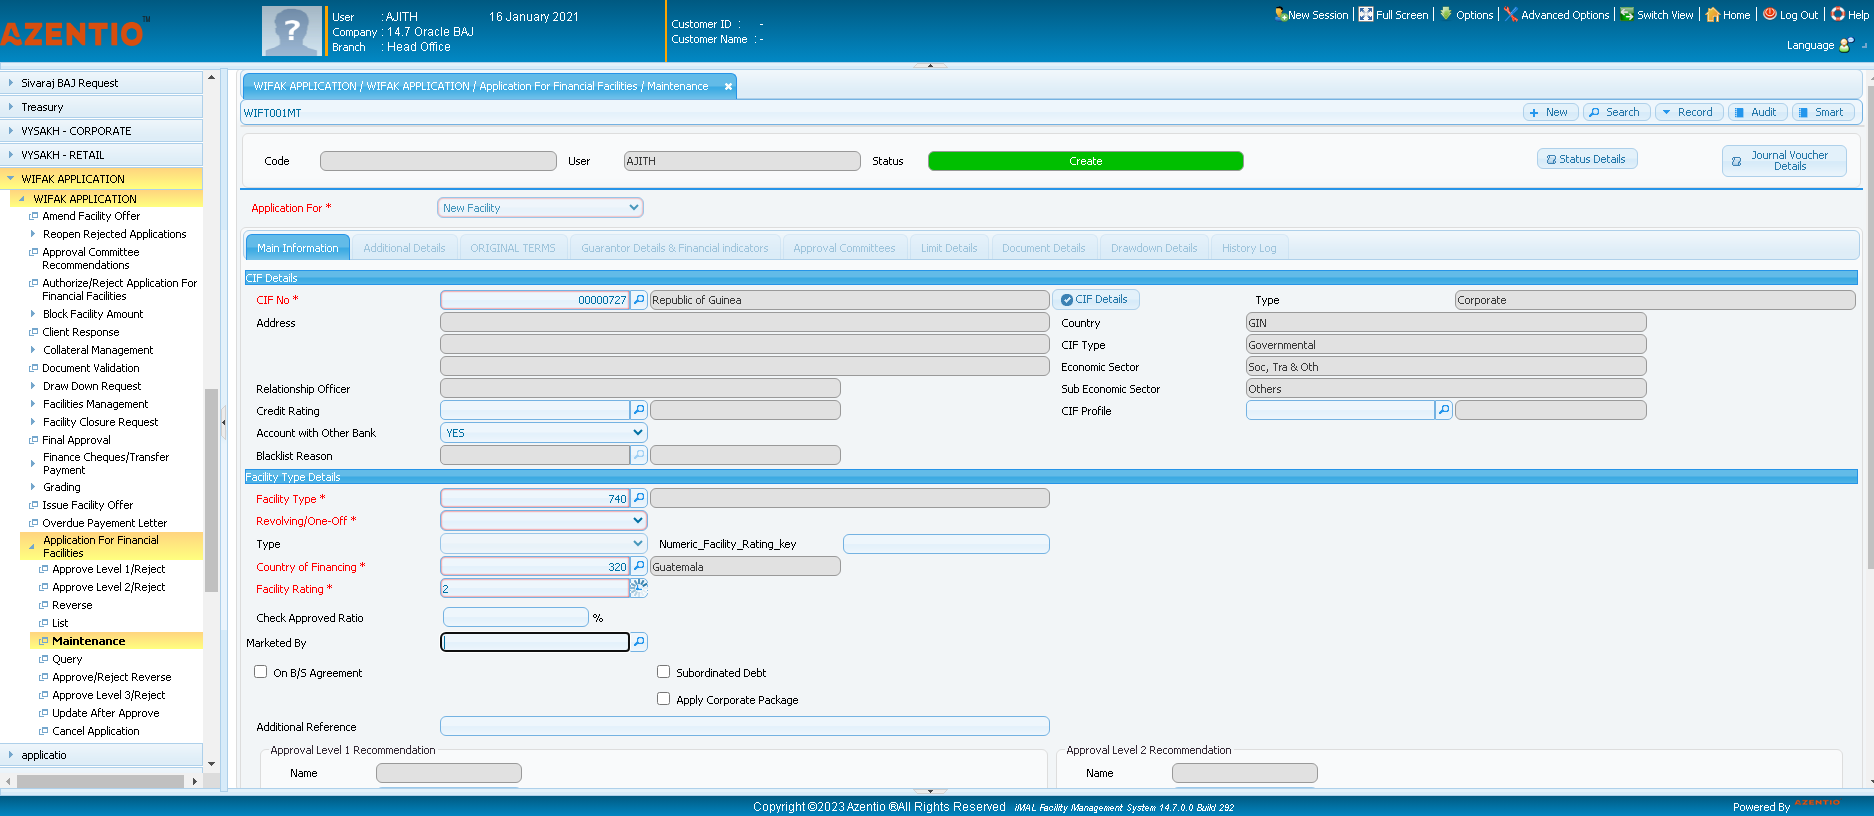 AZENTIO™
User : AJITH 16 January 2021
Company : 14.7 Oracle BAJ
Branch : Head Office
Customer ID : -
Customer Name : -
New Session Full Screen Options Advanced Options Switch View Home Log Out Help
Language
Sivaraj BAJ Request
Treasury
VYSAKH - CORPORATE
VYSAKH - RETAIL
WIFAK APPLICATION
WIFAK APPLICATION
Amend Facility Offer
Reopen Rejected Applications
Approval Committee
Recommendations
Authorize/Reject Application For
Financial Facilities
Block Facility Amount
Client Response
Collateral Management
Document Validation
Draw Down Request
Facilities Management
Facility Closure Request
Final Approval
Finance Cheques/Transfer
Payment
Grading
Issue Facility Offer
Overdue Payement Letter
Application For Financial
Facilities
Approve Level 1/Reject
Approve Level 2/Reject
Reverse
List
Maintenance
Query
Approve/Reject Reverse
Approve Level 3/Reject
Update After Approve
Cancel Application
applicatio
WIFAK APPLICATION / WIFAK APPLICATION / Application For Financial Facilities / Maintenance
WIFT001MT
New Search Record Audit Smart
Code User AJITH Status Create
Status Details
Journal Voucher
Details
Application For * New Facility
Main Information Additional Details ORIGINAL TERMS Guarantor Details & Financial indicators Approval Committees Limit Details Document Details Drawdown Details History Log
CIF Details
CIF No * 00000727 Republic of Guinea CIF Details Type Corporate
Address Country GIN
CIF Type Governmental
Economic Sector Soc, Tra & Oth
Relationship Officer Sub Economic Sector Others
Credit Rating CIF Profile
Account with Other Bank YES
Blacklist Reason
Facility Type Details
Facility Type * 740
Revolving/One-Off *
Type Numeric_Facility_Rating_key
Country of Financing * 320 Guatemala
Facility Rating * 2
Check Approved Ratio %
Marketed By
On B/S Agreement Subordinated Debt
Apply Corporate Package
Additional Reference
Approval Level 1 Recommendation Approval Level 2 Recommendation
Name Name
Copyright ©2023 Azentio ®All Rights Reserved iMAL Facility Management System 14.7.0.0 Build 292
Powered By AZENTIO